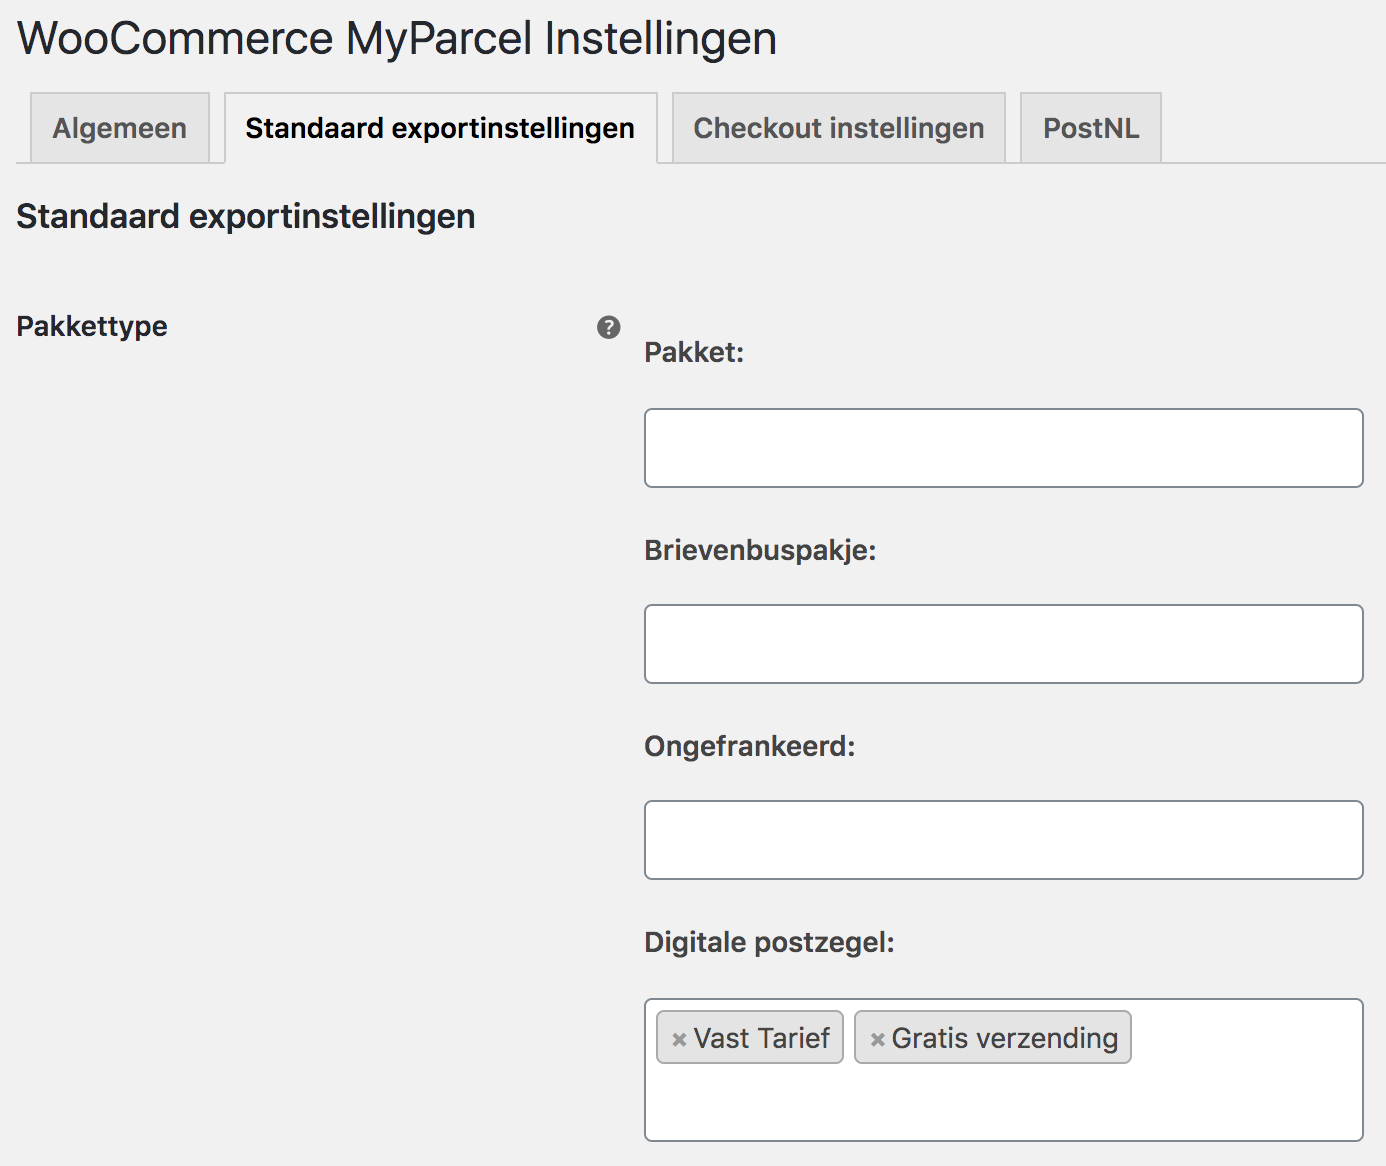 WooCommerce MyParcel Instellingen
Algemeen Standaard exportinstellingen Checkout instellingen PostNL
Standaard exportinstellingen
Pakkettype ?
Pakket:
Brievenbuspakje:
Ongefrankeerd:
Digitale postzegel:
× Vast Tarief × Gratis verzending